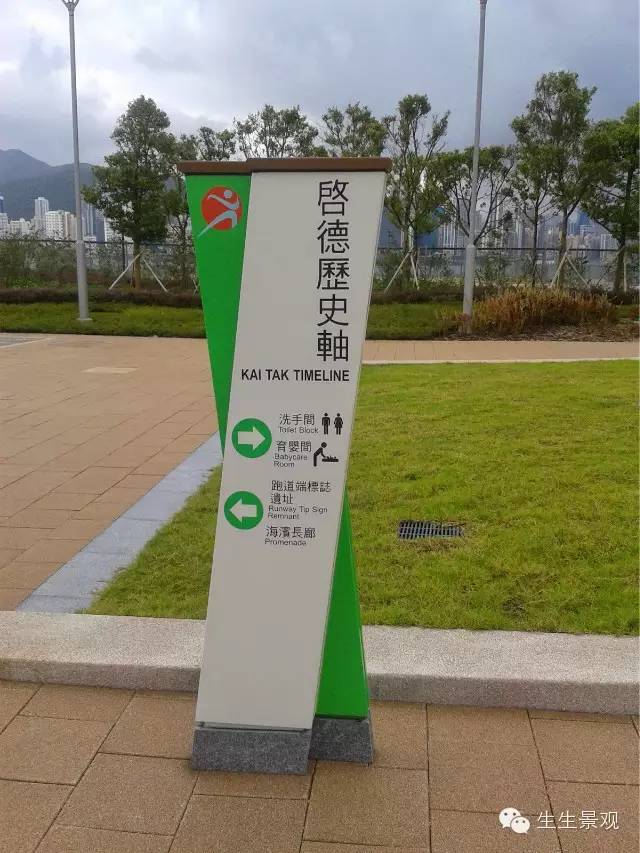 啓德歷史軸
KAI TAK TIMELINE
洗手間
Toilet Block
育嬰間
Babycare
Room
跑道端標誌
遺址
Runway Tip Sign
Remnant
海濱長廊
Promenade
生生景观